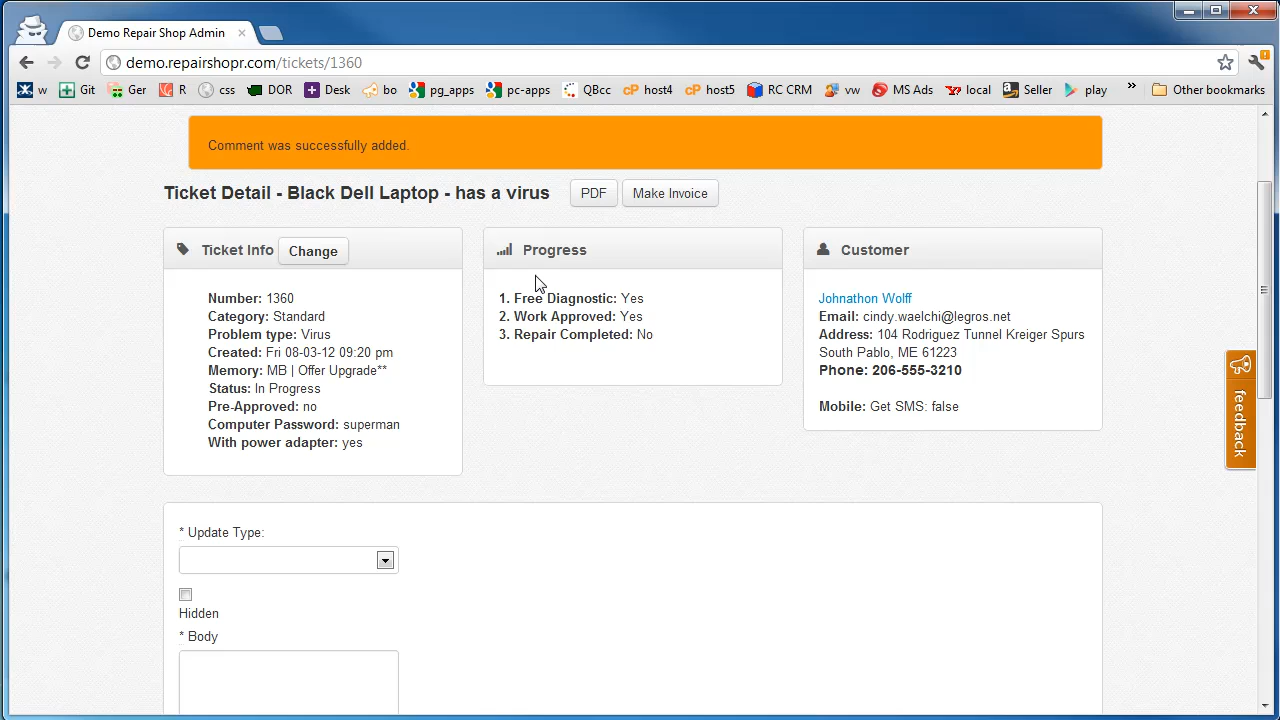 Demo Repair Shop Admin
demo.repairshopr.com/tickets/1360
w Git Ger R css DOR Desk bo pg_apps pc-apps QBcc host4 host5 RC CRM vw MS Ads local Seller play » Other bookmarks
Comment was successfully added.
Ticket Detail - Black Dell Laptop - has a virus PDF Make Invoice
Ticket Info Change
Number: 1360
Category: Standard
Problem type: Virus
Created: Fri 08-03-12 09:20 pm
Memory: MB | Offer Upgrade**
Status: In Progress
Pre-Approved: no
Computer Password: superman
With power adapter: yes
Progress
1. Free Diagnostic: Yes
2. Work Approved: Yes
3. Repair Completed: No
Customer
Johnathon Wolff
Email: cindy.waelchi@legros.net
Address: 104 Rodriguez Tunnel Kreiger Spurs
South Pablo, ME 61223
Phone: 206-555-3210
Mobile: Get SMS: false
feedback
* Update Type:
Hidden
* Body